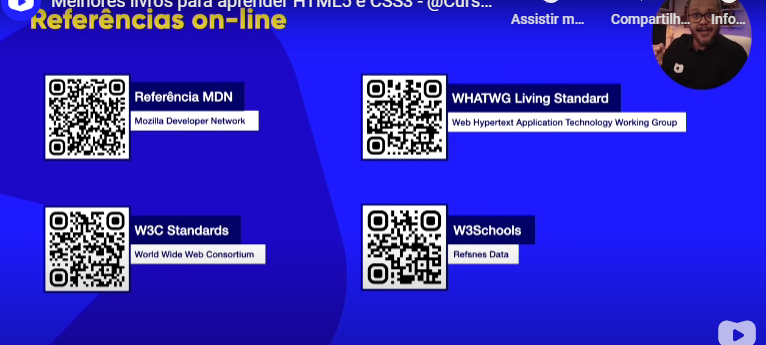 Melhores livros para aprender HTML5 e CSS3 - @Curs...
Assistir m...
Compartilh...
Info...
Referências on-line
Referência MDN
Mozilla Developer Network
WHATWG Living Standard
Web Hypertext Application Technology Working Group
W3C Standards
World Wide Web Consortium
W3Schools
Refsnes Data